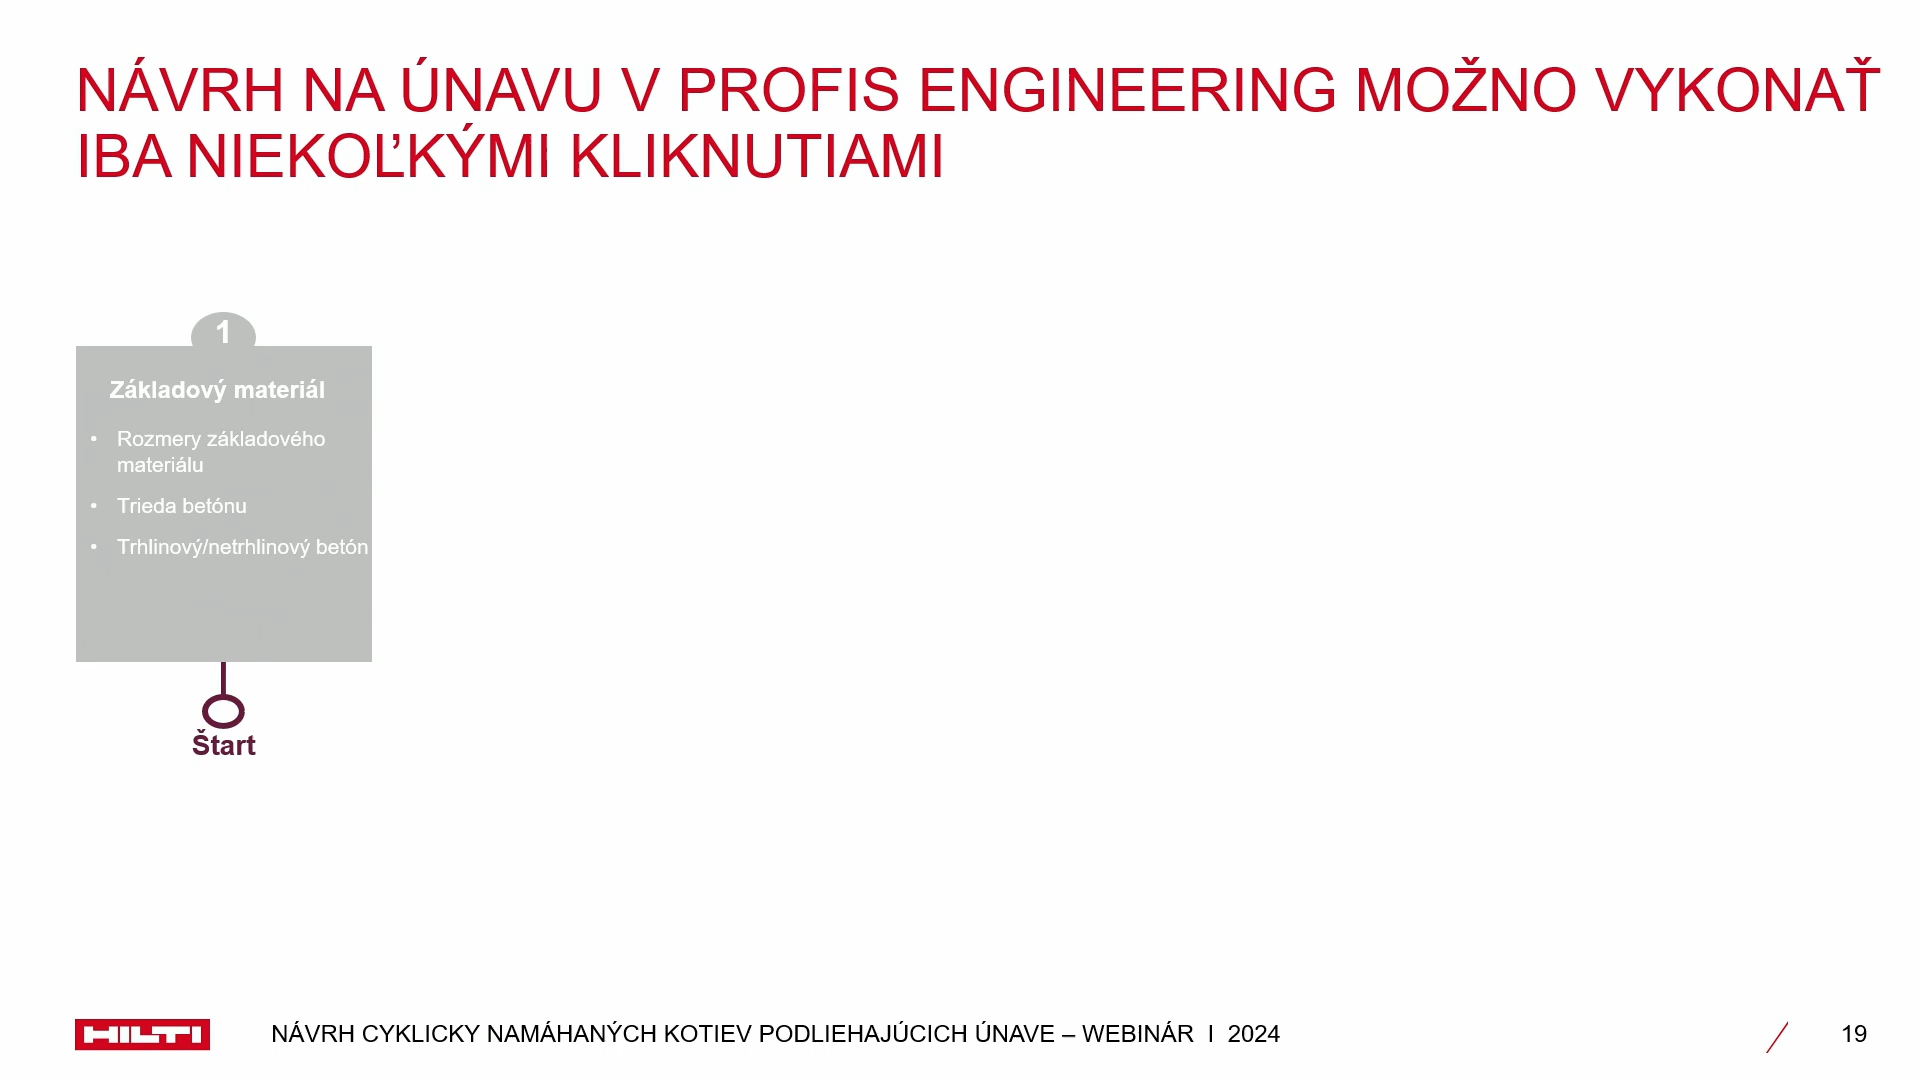 NÁVRH NA ÚNAVU V PROFIS ENGINEERING MOŽNO VYKONAŤ
IBA NIEKOĽKÝMI KLIKNUTIAMI
1
Základový materiál
• Rozmery základového
materiálu
• Trieda betónu
• Trhlinový/netrhlinový betón
Štart
HILTI
NÁVRH CYKLICKY NAMÁHANÝCH KOTIEV PODLIEHAJÚCICH ÚNAVE – WEBINÁR I 2024
19